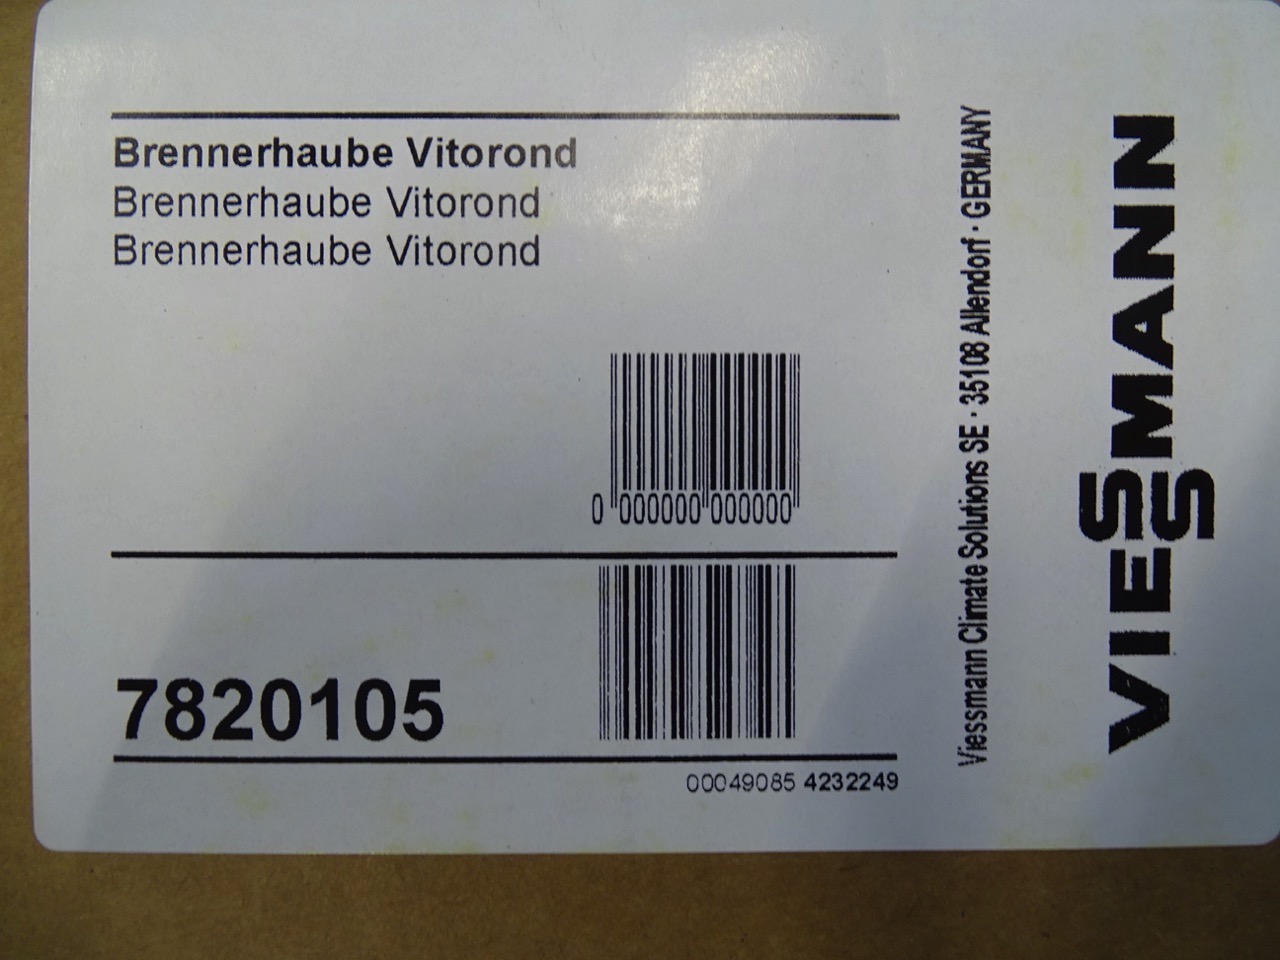 Brennerhaube Vitorond
Brennerhaube Vitorond
Brennerhaube Vitorond
0 000000 000000
7820105
00049085 4232249
Viessmann Climate Solutions SE · 35108 Allendorf · GERMANY
VIESSMANN